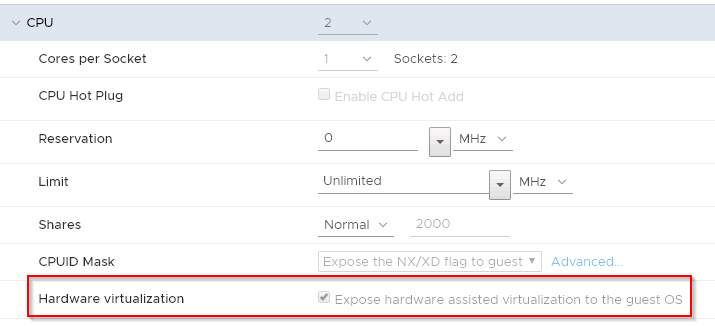 CPU 2
Cores per Socket 1 Sockets: 2
CPU Hot Plug Enable CPU Hot Add
Reservation 0 MHz
Limit Unlimited MHz
Shares Normal 2000
CPUID Mask Expose the NX/XD flag to guest Advanced...
Hardware virtualization Expose hardware assisted virtualization to the guest OS